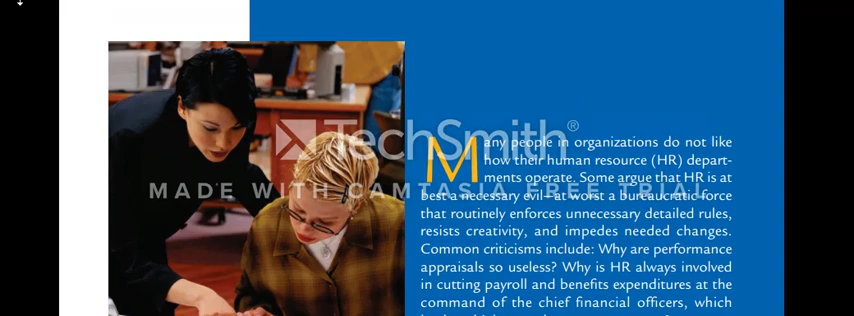 TechSmith®
MADE WITH CAMTASIA FREE TRIAL
Many people in organizations do not like
how their human resource (HR) depart-
ments operate. Some argue that HR is at
best a necessary evil—at worst a bureaucratic force
that routinely enforces unnecessary detailed rules,
resists creativity, and impedes needed changes.
Common criticisms include: Why are performance
appraisals so useless? Why is HR always involved
in cutting payroll and benefits expenditures at the
command of the chief financial officers, which